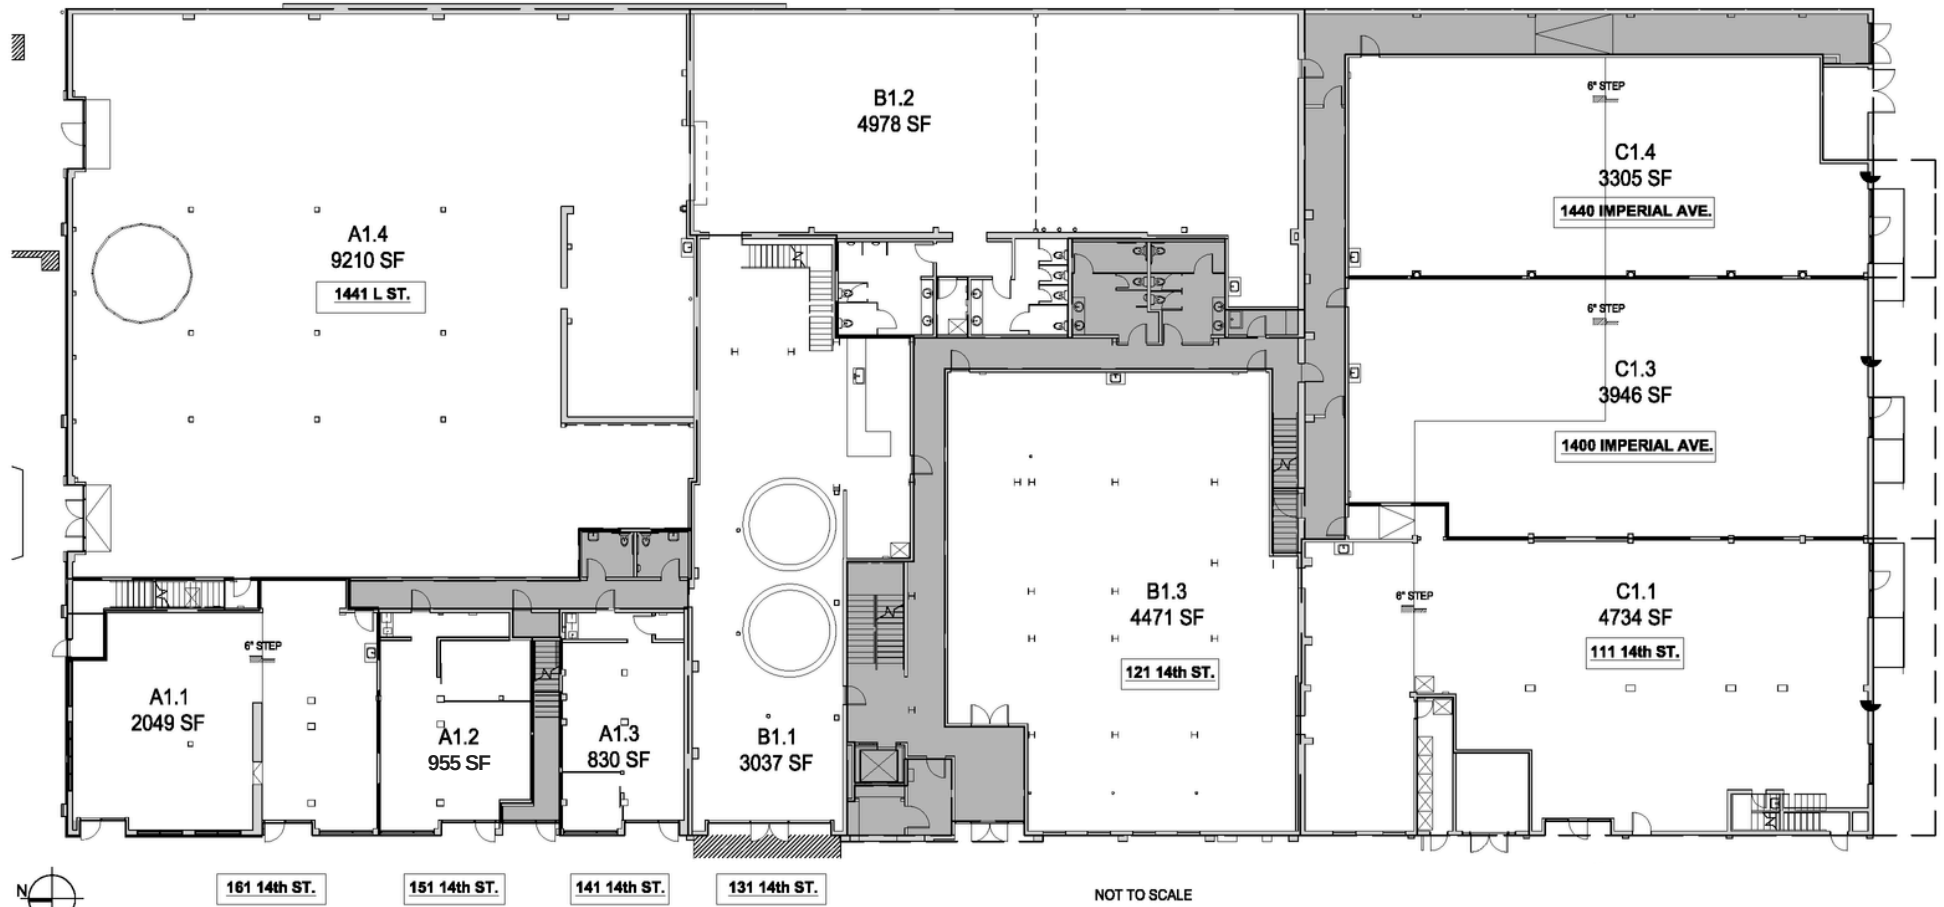 B1.2
4978 SF
6" STEP
C1.4
3305 SF
1440 IMPERIAL AVE.
A1.4
9210 SF
1441 L ST.
6" STEP
C1.3
3946 SF
1400 IMPERIAL AVE.
B1.3
4471 SF
121 14th ST.
6" STEP
C1.1
4734 SF
111 14th ST.
6" STEP
A1.1
2049 SF
A1.2
955 SF
A1.3
830 SF
B1.1
3037 SF
N
161 14th ST.
151 14th ST.
141 14th ST.
131 14th ST.
NOT TO SCALE